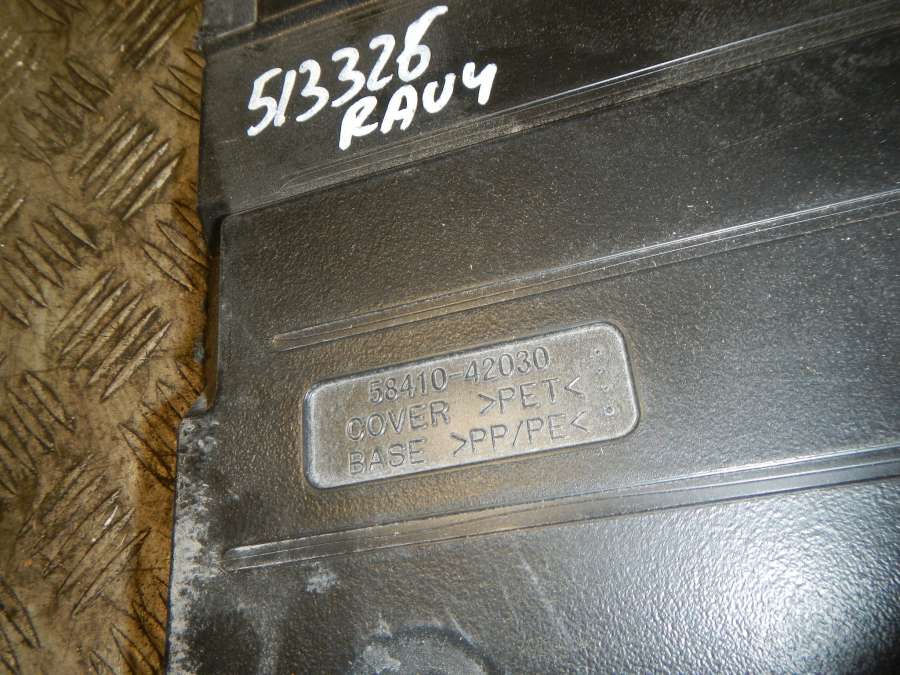 513326
RAV4
58410-42030
COVER >PET<
BASE >PP/PE<